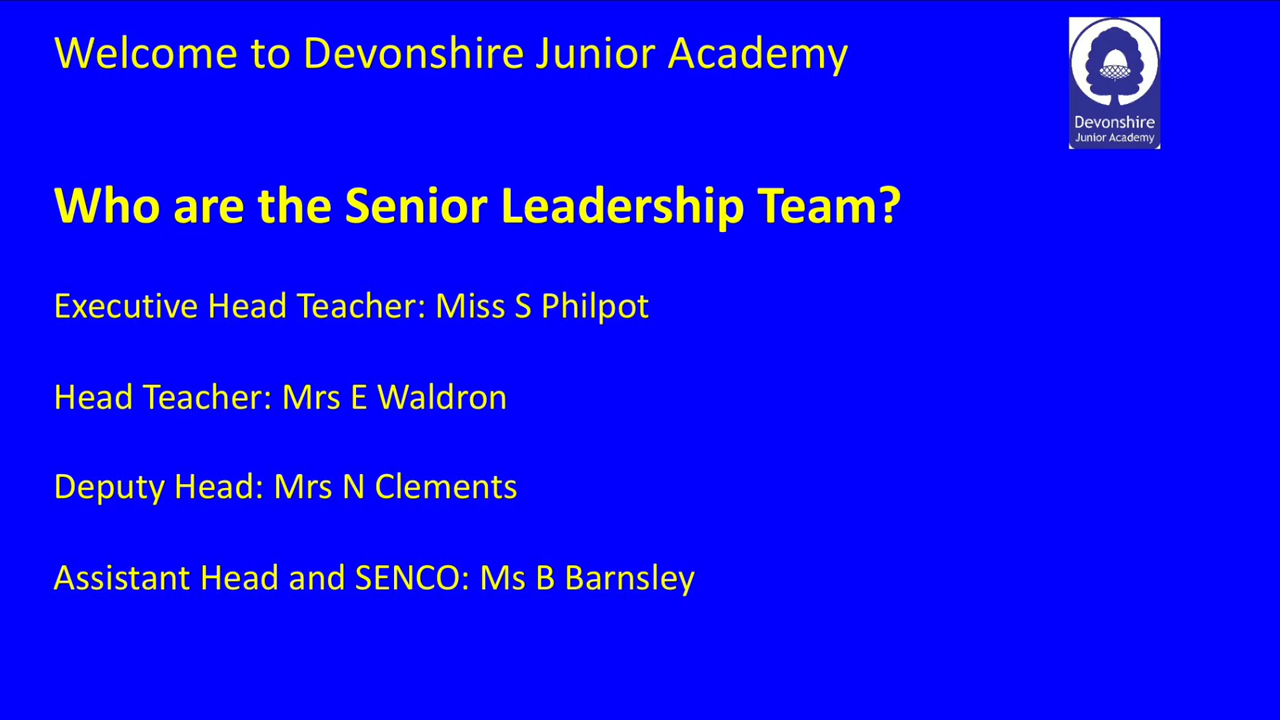 Welcome to Devonshire Junior Academy
Devonshire
Junior Academy
Who are the Senior Leadership Team?
Executive Head Teacher: Miss S Philpot
Head Teacher: Mrs E Waldron
Deputy Head: Mrs N Clements
Assistant Head and SENCO: Ms B Barnsley